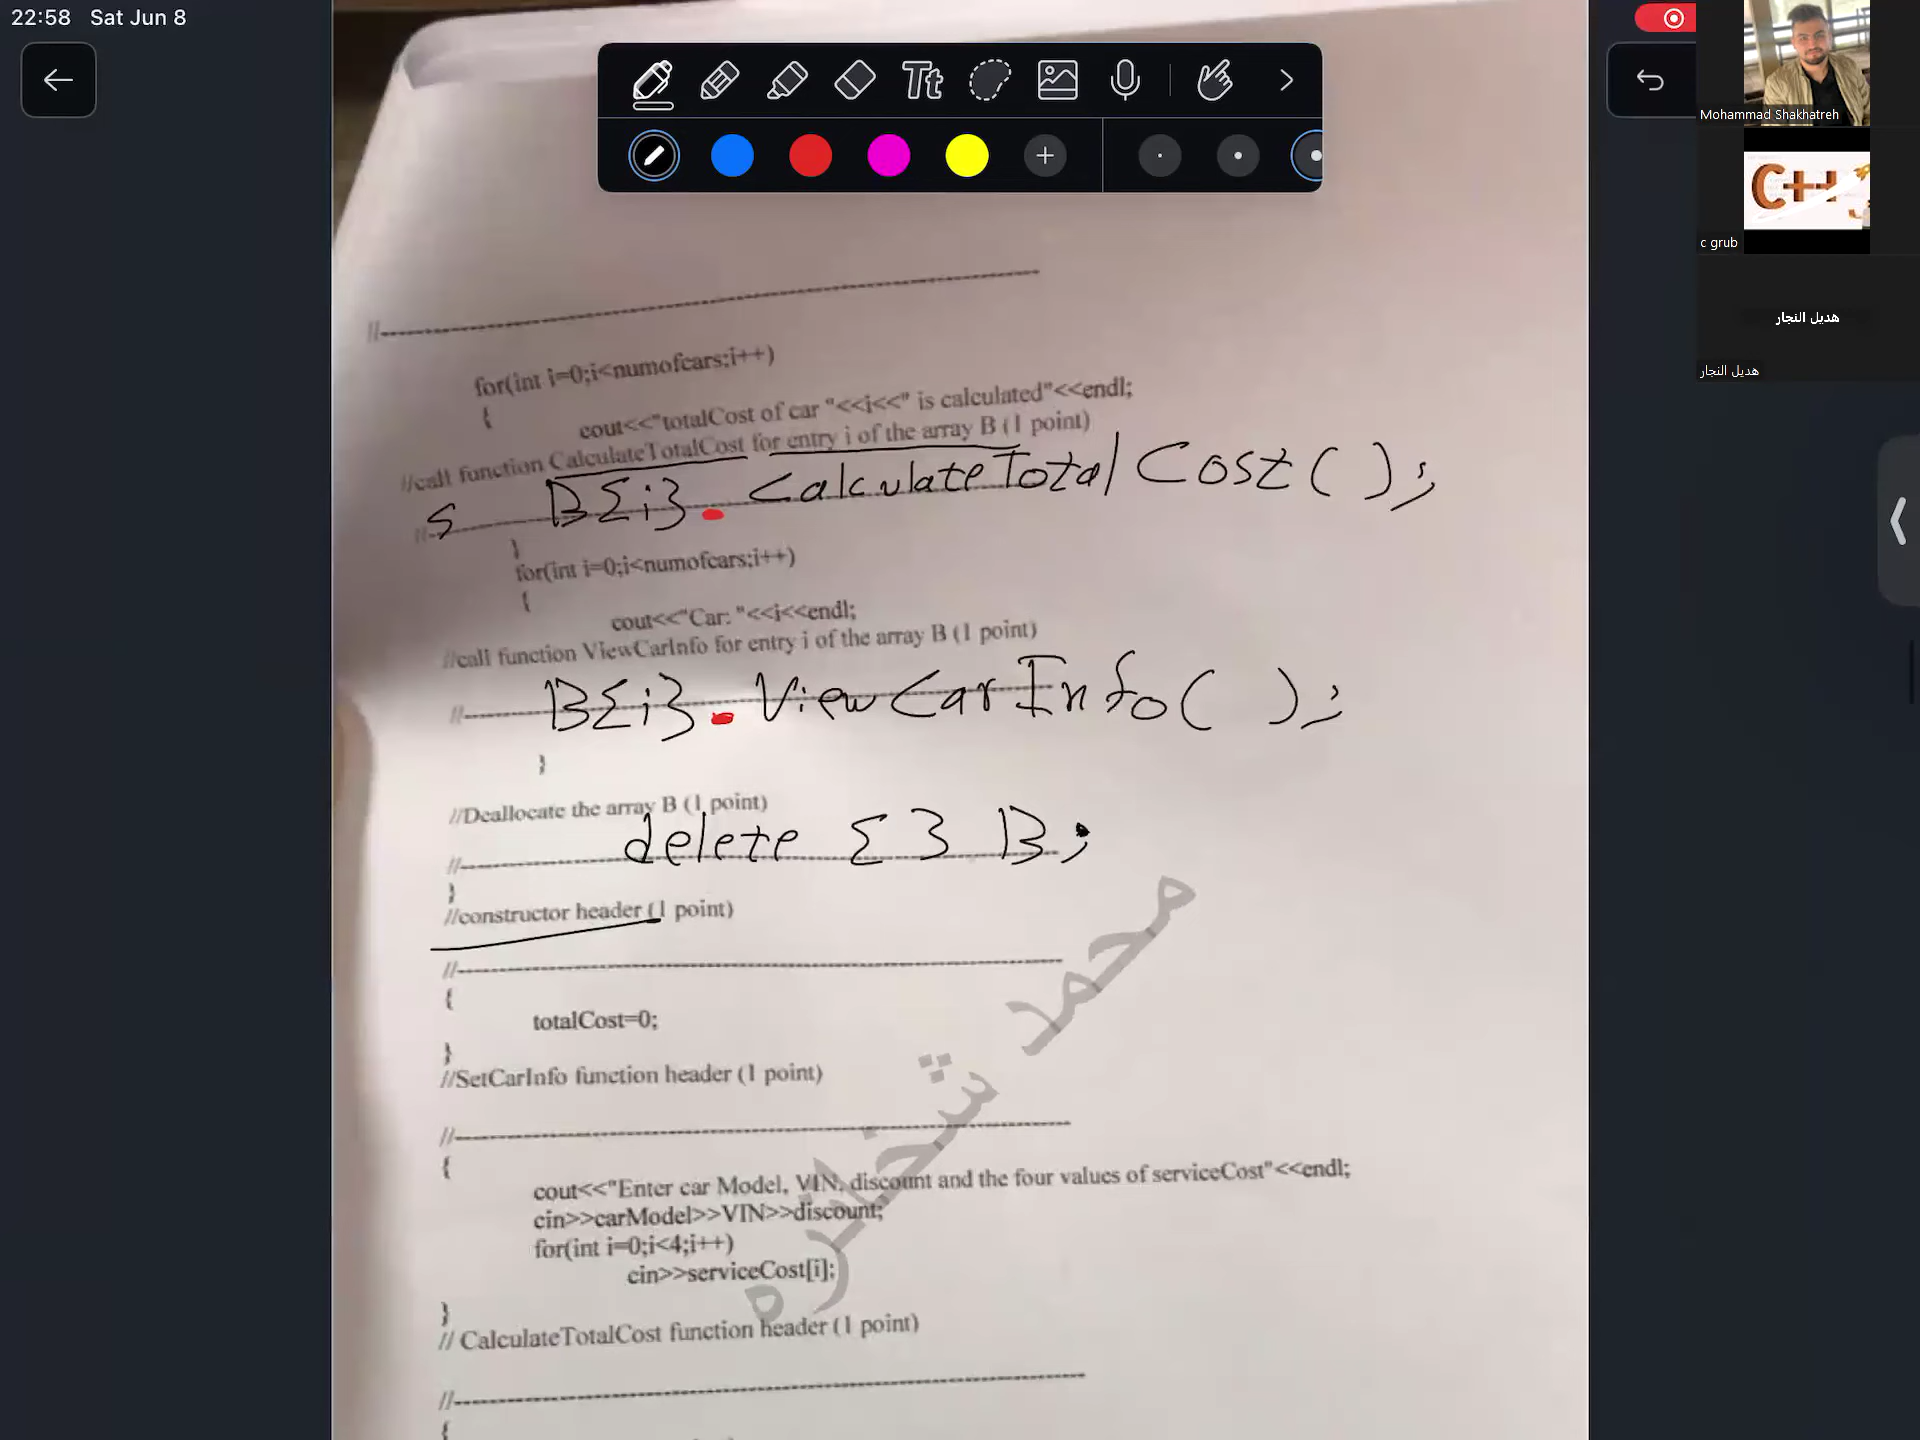 22:58 Sat Jun 8
Tt
Mohammad Shakhatreh
C++
c grub
هديل النجار
هديل النجار
//
for(int i=0;i<numofcars;i++)
{
cout<<"totalCost of car "<<i<<" is calculated"<<endl;
//call function CalculateTotalCost for entry i of the array B (1 point)
5 B[i]. CalculateTotalCost( );
//
}
for(int i=0;i<numofcars;i++)
{
cout<<"Car: "<<i<<endl;
//call function ViewCarInfo for entry i of the array B (1 point)
// B[i]. ViewCarInfo( );
}
//Deallocate the array B (1 point)
// delete [ ] B;
}
//constructor header (1 point)
//
{
totalCost=0;
}
//SetCarInfo function header (1 point)
//
{
cout<<"Enter car Model, VIN, discount and the four values of serviceCost"<<endl;
cin>>carModel>>VIN>>discount;
for(int i=0;i<4;i++)
cin>>serviceCost[i];
}
// CalculateTotalCost function header (1 point)
//
{
محمد شخاتره